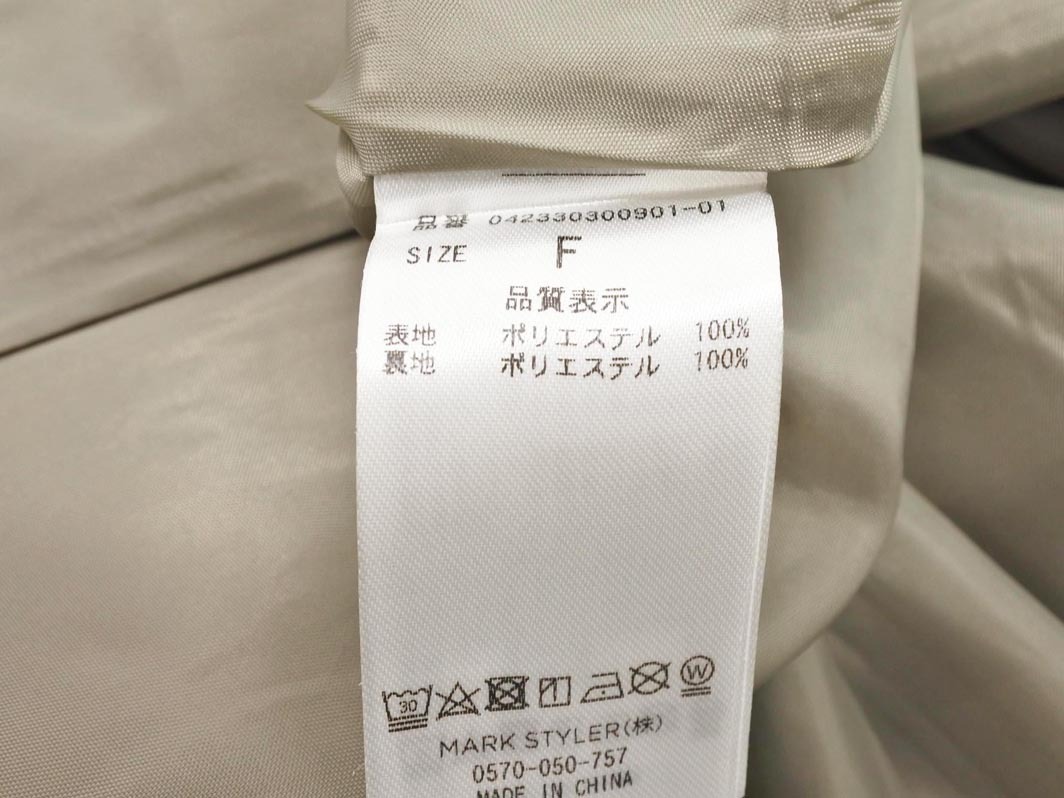 品番 042330300901-01
SIZE F
品質表示
表地 ポリエステル 100%
裏地 ポリエステル 100%
30 W
MARK STYLER(株)
0570-050-757
MADE IN CHINA